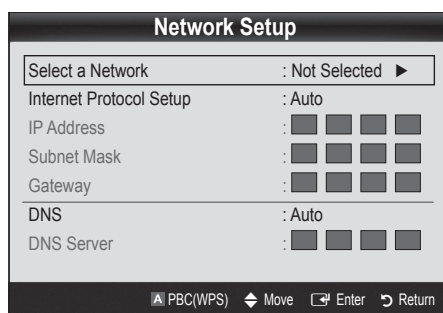 Network Setup
Select a Network : Not Selected ▶
Internet Protocol Setup : Auto
IP Address :
Subnet Mask :
Gateway :
DNS : Auto
DNS Server :
A PBC(WPS) Move Enter Return